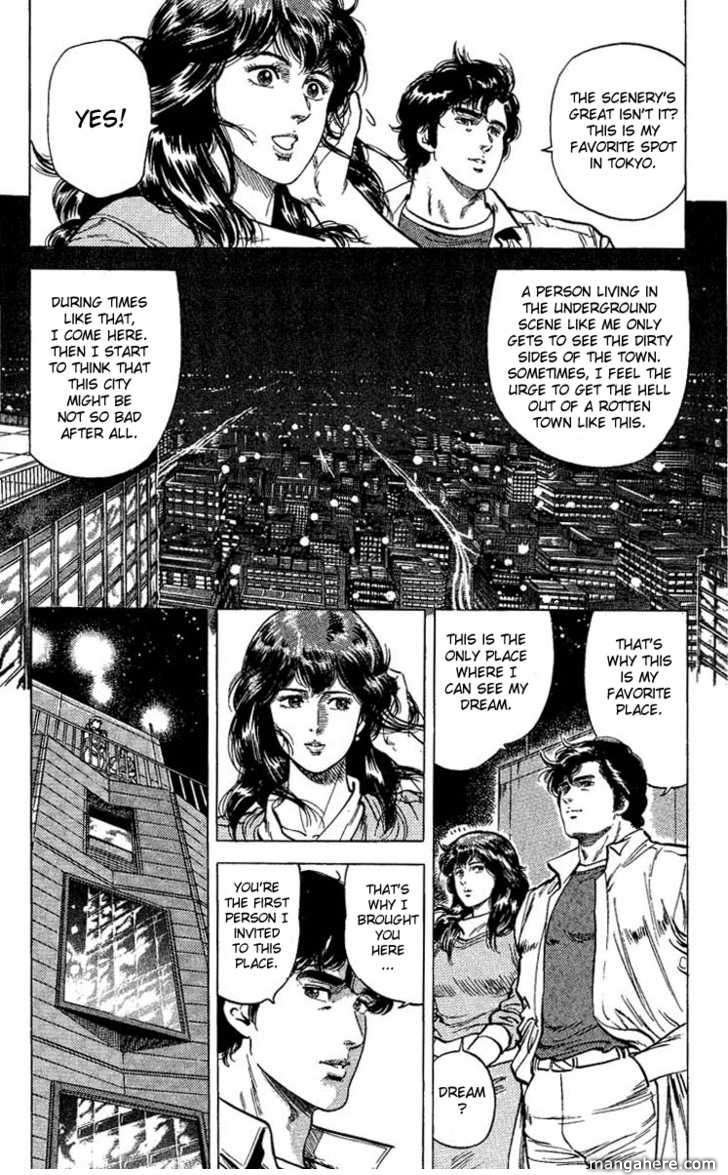 THE SCENERY'S
GREAT ISN'T IT?
THIS IS MY
FAVORITE SPOT
IN TOKYO.
YES!
A PERSON LIVING IN
THE UNDERGROUND
SCENE LIKE ME ONLY
GETS TO SEE THE DIRTY
SIDES OF THE TOWN.
SOMETIMES, I FEEL THE
URGE TO GET THE HELL
OUT OF A ROTTEN
TOWN LIKE THIS.
DURING TIMES
LIKE THAT,
I COME HERE.
THEN I START
TO THINK THAT
THIS CITY
MIGHT BE
NOT SO BAD
AFTER ALL.
THAT'S
WHY THIS
IS MY
FAVORITE
PLACE.
THIS IS THE
ONLY PLACE
WHERE I
CAN SEE MY
DREAM.
DREAM
?
THAT'S
WHY I
BROUGHT
YOU
HERE
...
YOU'RE
THE FIRST
PERSON I
INVITED
TO THIS
PLACE.
mangahere.com